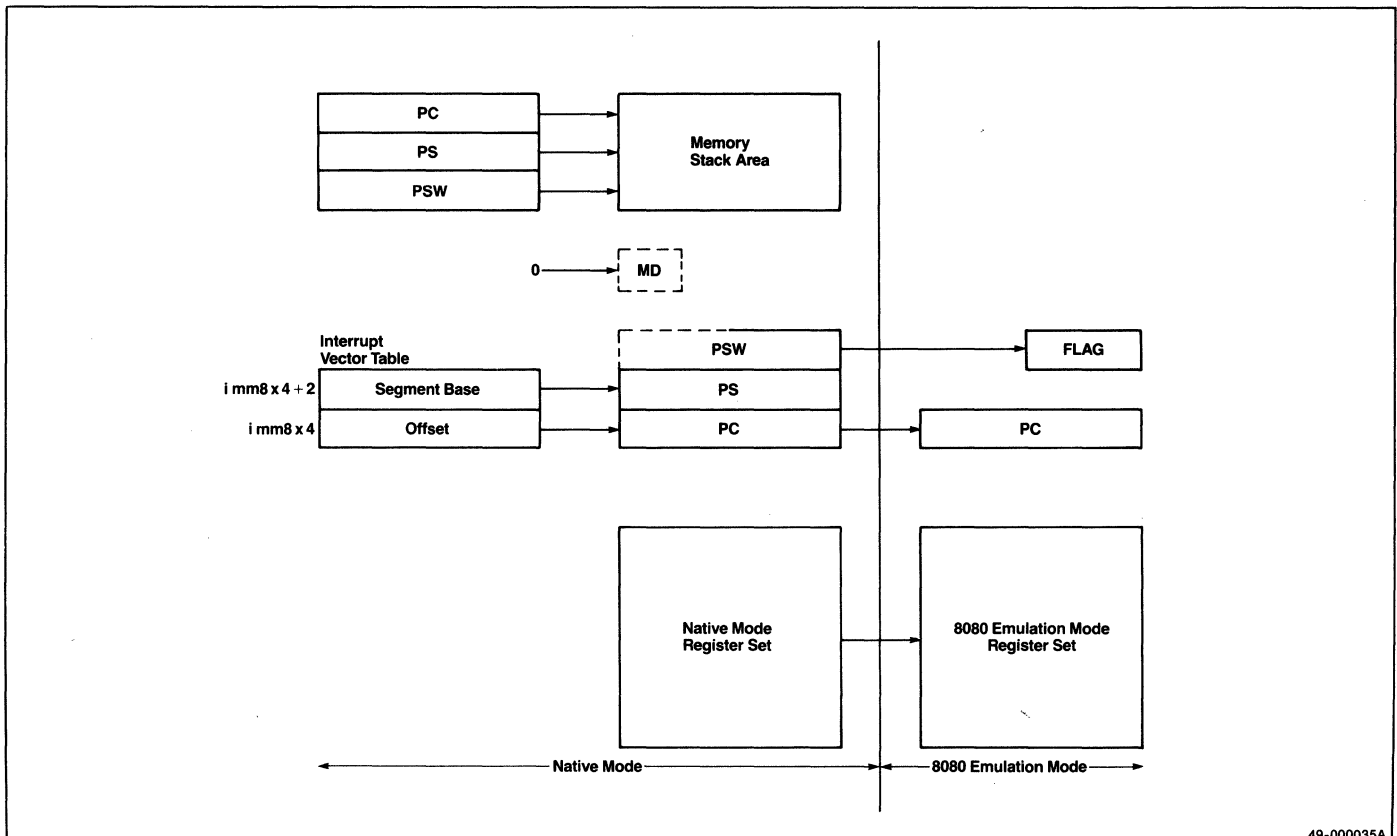 PC
PS
PSW
Memory
Stack Area
0
MD
Interrupt
Vector Table
PSW
FLAG
i mm8 x 4 + 2
Segment Base
PS
i mm8 x 4
Offset
PC
PC
Native Mode
Register Set
8080 Emulation Mode
Register Set
Native Mode
8080 Emulation Mode
49-000035A